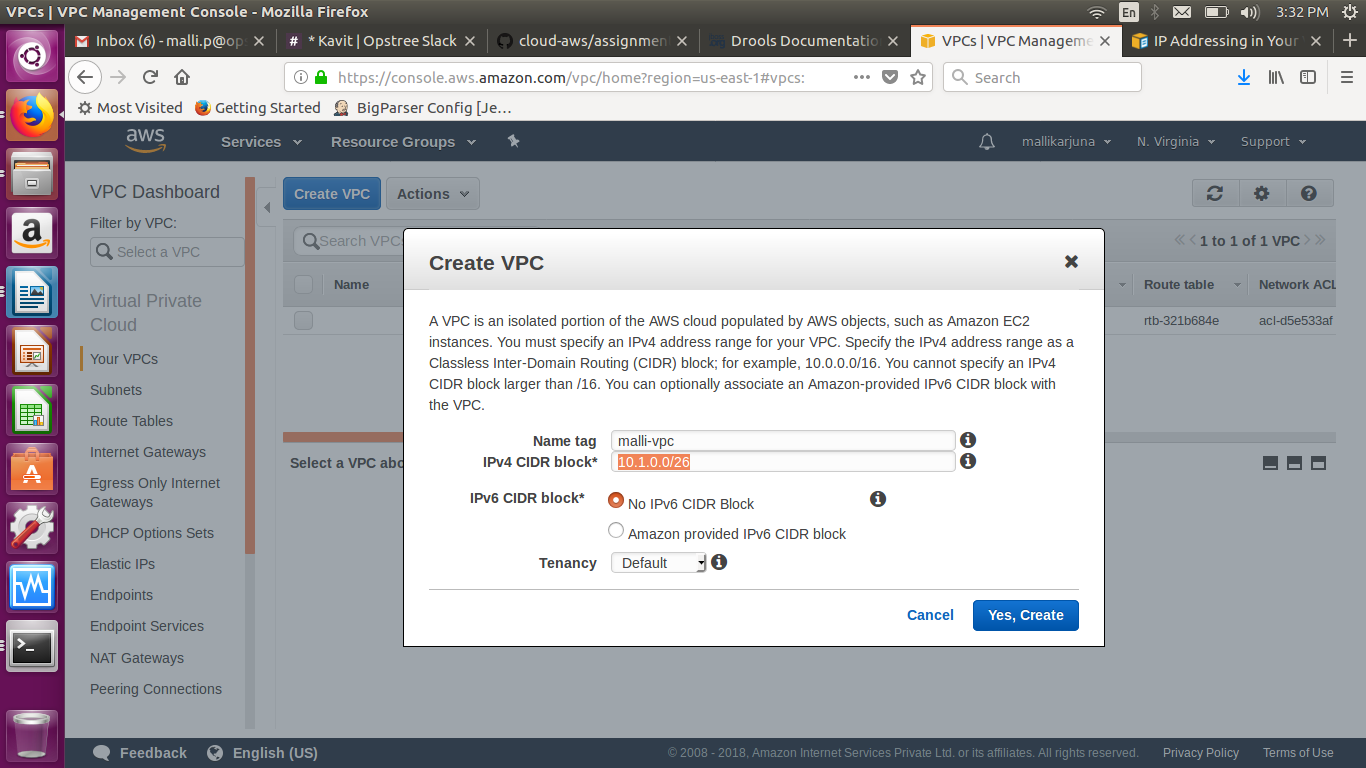 VPCs | VPC Management Console - Mozilla Firefox
En
3:32 PM
Inbox (6) - malli.p@op
* Kavit | Opstree Slack
cloud-aws/assignmen
Drools Documentatio
VPCs | VPC Manageme
IP Addressing in Your
https://console.aws.amazon.com/vpc/home?region=us-east-1#vpcs:
Search
Most Visited
Getting Started
BigParser Config [Je...
aws
Services
Resource Groups
mallikarjuna
N. Virginia
Support
VPC Dashboard
Filter by VPC:
Select a VPC
Virtual Private
Cloud
Your VPCs
Subnets
Route Tables
Internet Gateways
Egress Only Internet
Gateways
DHCP Options Sets
Elastic IPs
Endpoints
Endpoint Services
NAT Gateways
Peering Connections
Create VPC
Actions
Search VPCs
1 to 1 of 1 VPC
Name
Route table
Network ACL
rtb-321b684e
acl-d5e533af
Select a VPC abo
Create VPC
A VPC is an isolated portion of the AWS cloud populated by AWS objects, such as Amazon EC2
instances. You must specify an IPv4 address range for your VPC. Specify the IPv4 address range as a
Classless Inter-Domain Routing (CIDR) block; for example, 10.0.0.0/16. You cannot specify an IPv4
CIDR block larger than /16. You can optionally associate an Amazon-provided IPv6 CIDR block with
the VPC.
Name tag malli-vpc
IPv4 CIDR block* 10.1.0.0/26
IPv6 CIDR block* No IPv6 CIDR Block
Amazon provided IPv6 CIDR block
Tenancy Default
Cancel
Yes, Create
Feedback
English (US)
© 2008 - 2018, Amazon Internet Services Private Ltd. or its affiliates. All rights reserved.
Privacy Policy
Terms of Use